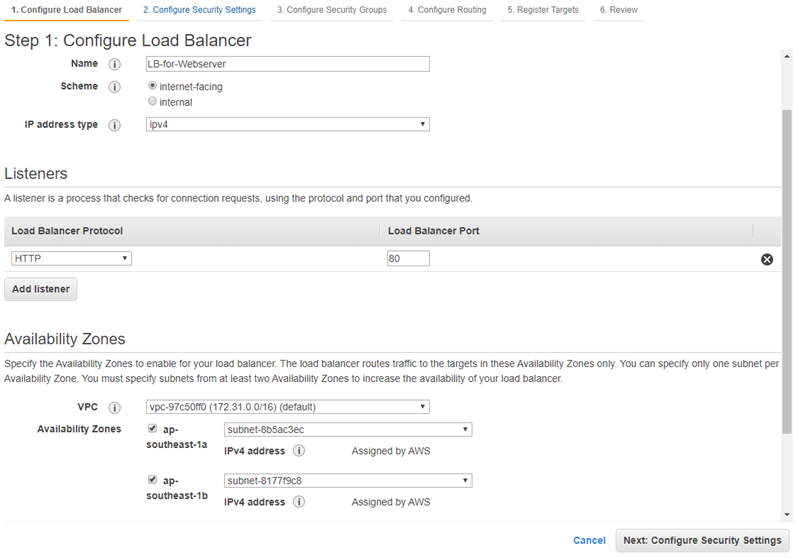 1. Configure Load Balancer 2. Configure Security Settings 3. Configure Security Groups 4. Configure Routing 5. Register Targets 6. Review
Step 1: Configure Load Balancer
Name i LB-for-Webserver
Scheme i internet-facing
internal
IP address type i ipv4
Listeners
A listener is a process that checks for connection requests, using the protocol and port that you configured.
Load Balancer Protocol Load Balancer Port
HTTP 80
Add listener
Availability Zones
Specify the Availability Zones to enable for your load balancer. The load balancer routes traffic to the targets in these Availability Zones only. You can specify only one subnet per
Availability Zone. You must specify subnets from at least two Availability Zones to increase the availability of your load balancer.
VPC i vpc-97c50ff0 (172.31.0.0/16) (default)
Availability Zones ap- subnet-8b5ac3ec
southeast-1a IPv4 address i Assigned by AWS
ap- subnet-8177f9c8
southeast-1b IPv4 address i Assigned by AWS
Cancel Next: Configure Security Settings